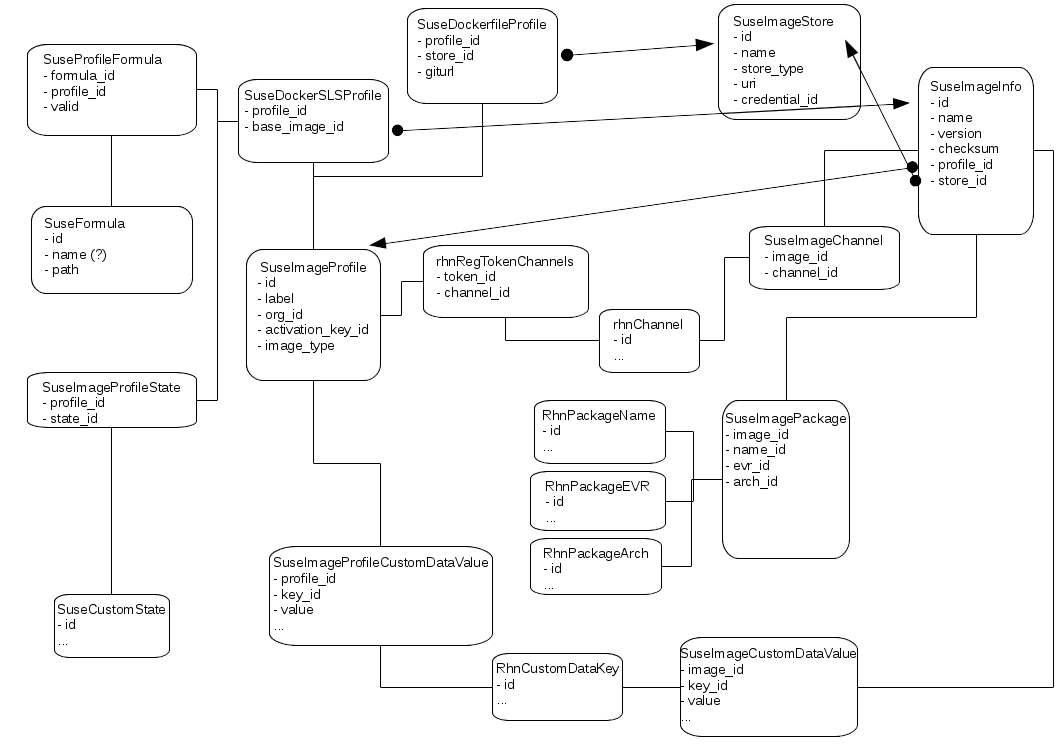 SuseDockerfileProfile
- profile_id
- store_id
- giturl
SuseImageStore
- id
- name
- store_type
- uri
- credential_id
SuseProfileFormula
- formula_id
- profile_id
- valid
SuseDockerSLSProfile
- profile_id
- base_image_id
SuseImageInfo
- id
- name
- version
- checksum
- profile_id
- store_id
SuseFormula
- id
- name (?)
- path
SuseImageProfile
- id
- label
- org_id
- activation_key_id
- image_type
rhnRegTokenChannels
- token_id
- channel_id
SuseImageChannel
- image_id
- channel_id
rhnChannel
- id
...
SuseImageProfileState
- profile_id
- state_id
RhnPackageName
- id
...
RhnPackageEVR
- id
...
RhnPackageArch
- id
...
SuseImagePackage
- image_id
- name_id
- evr_id
- arch_id
SuseImageProfileCustomDataValue
- profile_id
- key_id
- value
...
SuseCustomState
- id
...
RhnCustomDataKey
- id
...
SuseImageCustomDataValue
- image_id
- key_id
- value
...